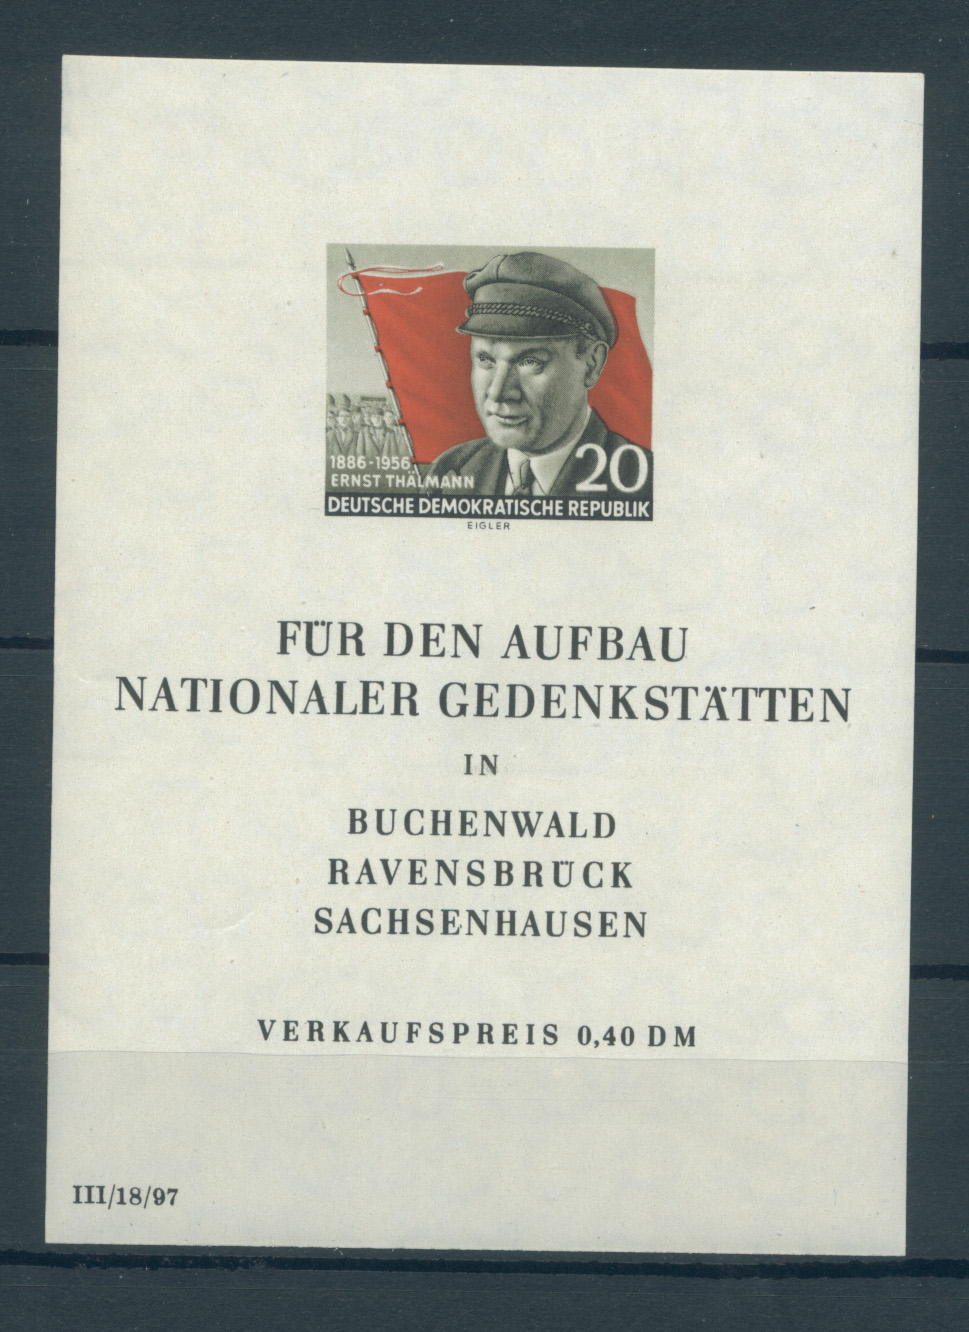 1886-1956
ERNST THÄLMANN
20
DEUTSCHE DEMOKRATISCHE REPUBLIK
EIGLER
FÜR DEN AUFBAU
NATIONALER GEDENKSTÄTTEN
IN
BUCHENWALD
RAVENSBRÜCK
SACHSENHAUSEN
VERKAUFSPREIS 0,40 DM
III/18/97